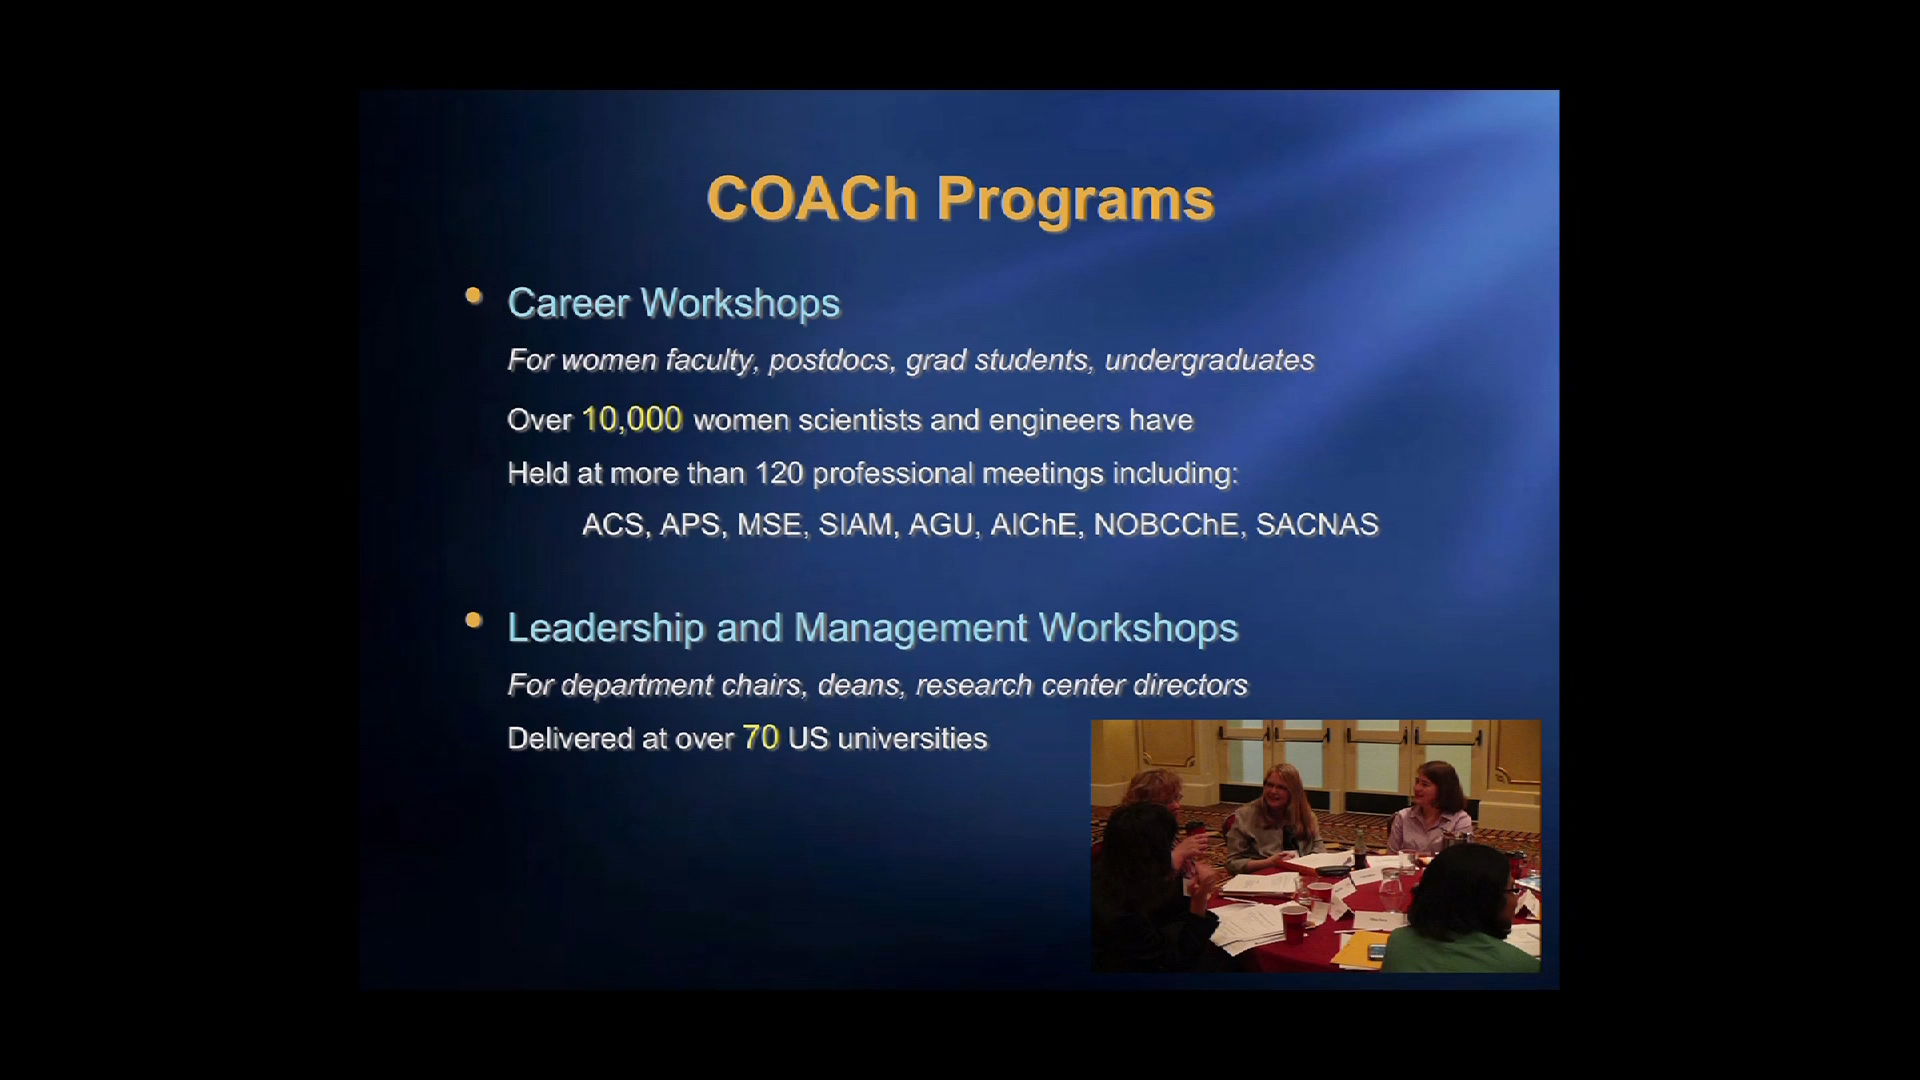 COACh Programs
• Career Workshops
For women faculty, postdocs, grad students, undergraduates
Over 10,000 women scientists and engineers have
Held at more than 120 professional meetings including:
ACS, APS, MSE, SIAM, AGU, AIChE, NOBCChE, SACNAS
• Leadership and Management Workshops
For department chairs, deans, research center directors
Delivered at over 70 US universities